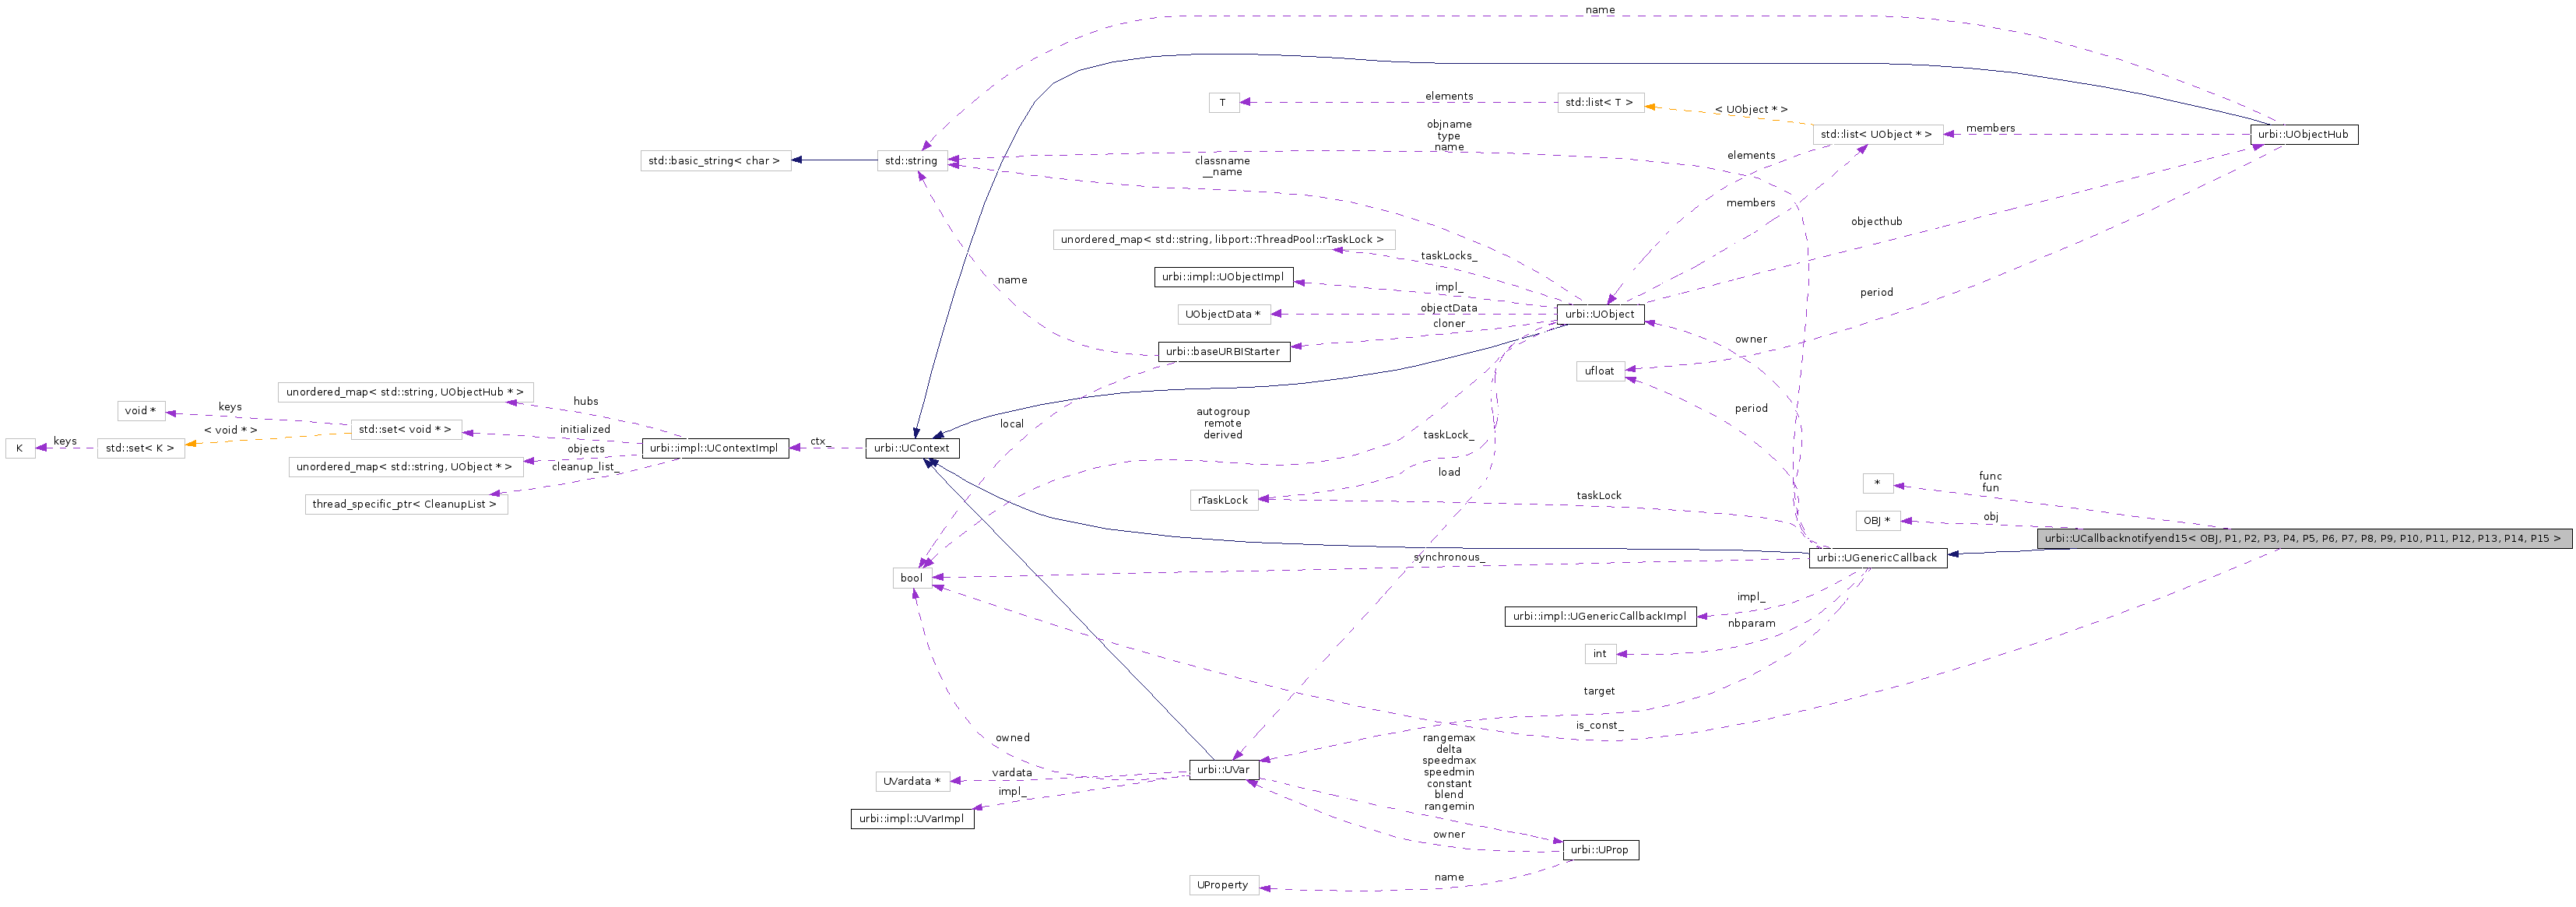 name
T
elements
std::list< T >
< UObject * >
objname
type
name
std::list< UObject * >
members
urbi::UObjectHub
std::basic_string< char >
std::string
classname
__name
elements
members
objecthub
unordered_map< std::string, libport::ThreadPool::rTaskLock >
taskLocks_
urbi::impl::UObjectImpl
impl_
name
period
UObjectData *
objectData
urbi::UObject
cloner
owner
urbi::baseURBIStarter
ufloat
unordered_map< std::string, UObjectHub * >
hubs
void *
keys
period
autogroup
remote
derived
local
std::set< void * >
initialized
< void * >
taskLock_
K
keys
std::set< K >
urbi::impl::UContextImpl
ctx_
urbi::UContext
objects
unordered_map< std::string, UObject * >
cleanup_list_
load
*
func
fun
thread_specific_ptr< CleanupList >
rTaskLock
taskLock
OBJ *
obj
urbi::UCallbacknotifyend15< OBJ, P1, P2, P3, P4, P5, P6, P7, P8, P9, P10, P11, P12, P13, P14, P15 >
synchronous_
urbi::UGenericCallback
bool
impl_
urbi::impl::UGenericCallbackImpl
nbparam
int
target
is_const_
owned
rangemax
delta
speedmax
speedmin
constant
blend
rangemin
urbi::UVar
UVardata *
vardata
impl_
urbi::impl::UVarImpl
owner
urbi::UProp
UProperty
name